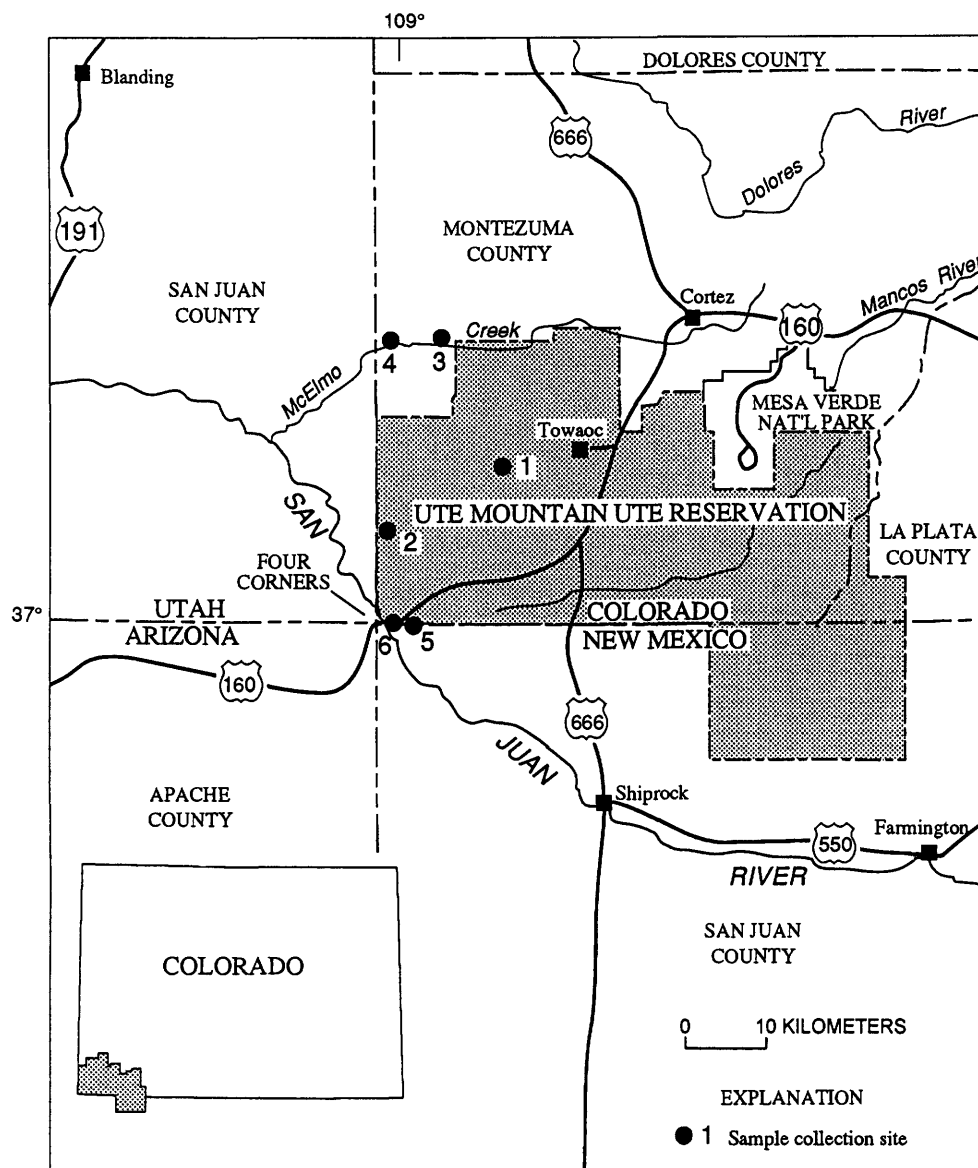 109°
Blanding
DOLORES COUNTY
666
River
Dolores
191
MONTEZUMA
COUNTY
SAN JUAN
COUNTY
Cortez
Mancos River
160
Creek
4
3
McElmo
MESA VERDE
NAT'L PARK
Towaoc
1
SAN
UTE MOUNTAIN UTE RESERVATION
2
LA PLATA
COUNTY
FOUR
CORNERS
37°
UTAH
ARIZONA
COLORADO
NEW MEXICO
6
5
160
666
JUAN
APACHE
COUNTY
Shiprock
Farmington
550
RIVER
SAN JUAN
COUNTY
COLORADO
0 10 KILOMETERS
EXPLANATION
1 Sample collection site